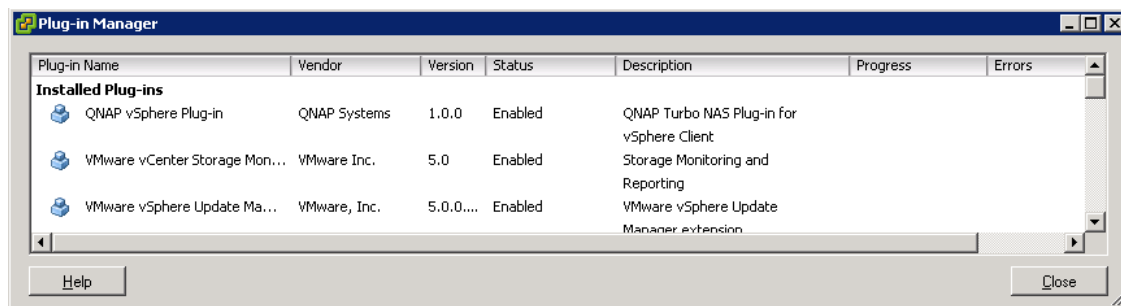 Plug-in Manager
Plug-in Name Vendor Version Status Description Progress Errors
Installed Plug-ins
QNAP vSphere Plug-in QNAP Systems 1.0.0 Enabled QNAP Turbo NAS Plug-in for
vSphere Client
VMware vCenter Storage Mon... VMware Inc. 5.0 Enabled Storage Monitoring and
Reporting
VMware vSphere Update Ma... VMware, Inc. 5.0.0.... Enabled VMware vSphere Update
Manager extension
Help Close